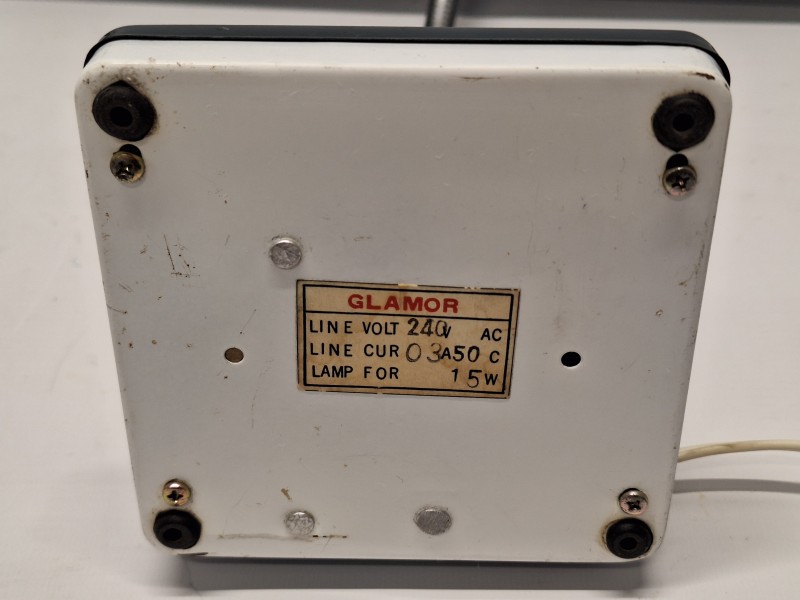 GLAMOR
LINE VOLT 240V AC
LINE CUR 03A50 C
LAMP FOR 15W